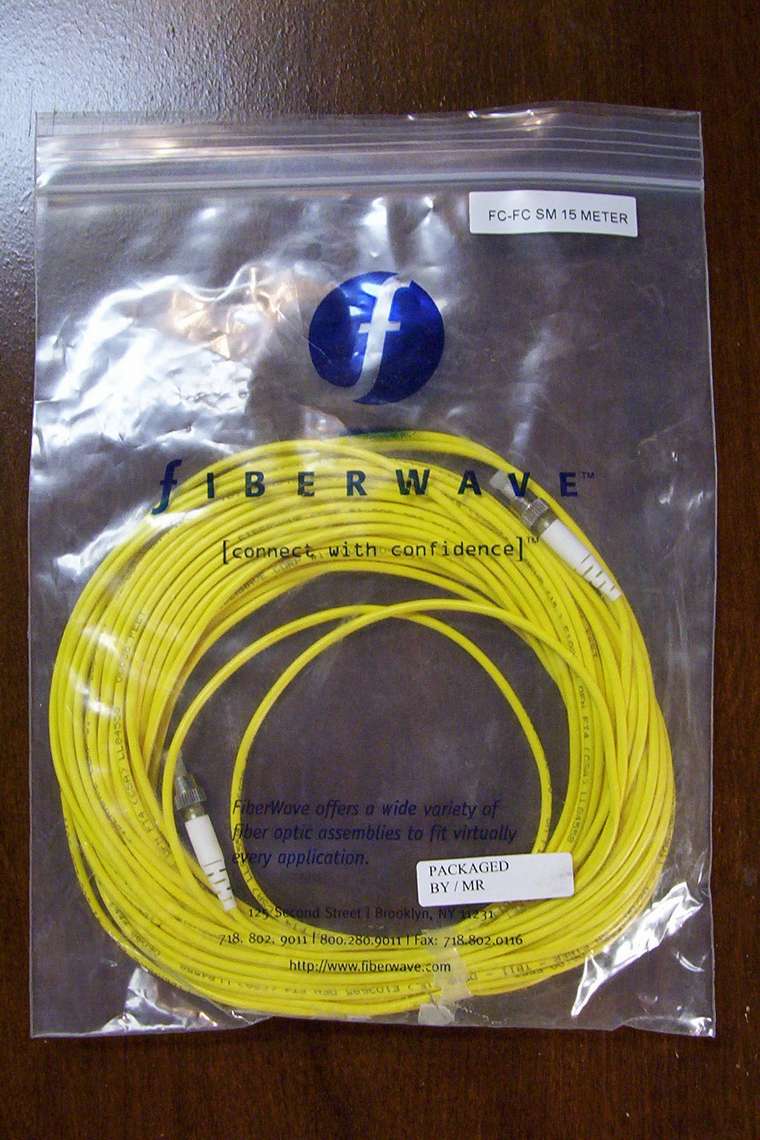 FC-FC SM 15 METER
f
fIBERWAVE™
[connect with confidence]™
FiberWave offers a wide variety of
fiber optic assemblies to fit virtually
every application.
PACKAGED
BY / MR
125 Second Street | Brooklyn, NY 11231
718. 802. 9011 | 800.280.9011 | Fax: 718.802.0116
http://www.fiberwave.com